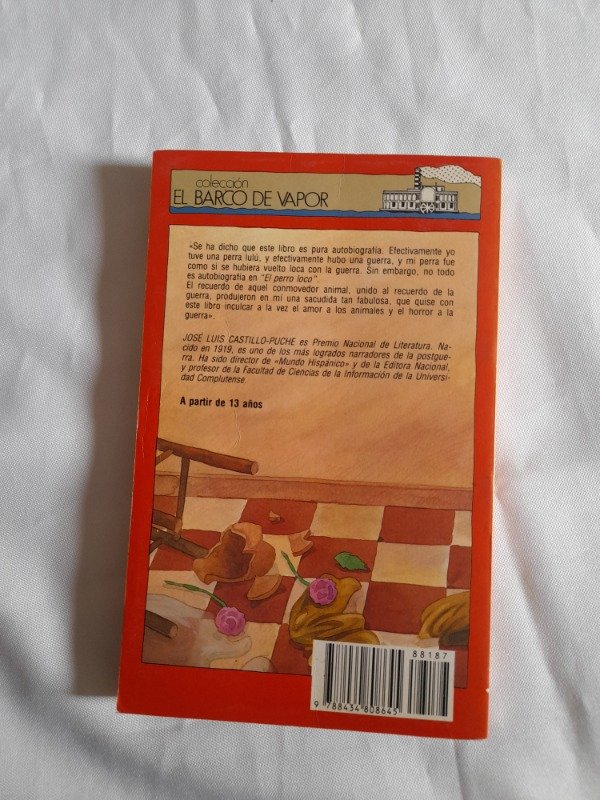 colección
EL BARCO DE VAPOR
«Se ha dicho que este libro es pura autobiografía. Efectivamente yo
tuve una perra lulú, y efectivamente hubo una guerra, y mi perra fue
como si se hubiera vuelto loca con la guerra. Sin embargo, no todo
es autobiografía en "El perro loco".
El recuerdo de aquel conmovedor animal, unido al recuerdo de la
guerra, produjeron en mí una sacudida tan fabulosa, que quise con
este libro inculcar a la vez el amor a los animales y el horror a la
guerra».
JOSÉ LUIS CASTILLO-PUCHE es Premio Nacional de Literatura. Na-
cido en 1919, es uno de los más logrados narradores de la postgue-
rra. Ha sido director de «Mundo Hispánico» y de la Editora Nacional,
y profesor de la Facultad de Ciencias de la Información de la Universi-
dad Complutense.
A partir de 13 años
88187
9 788434 808645